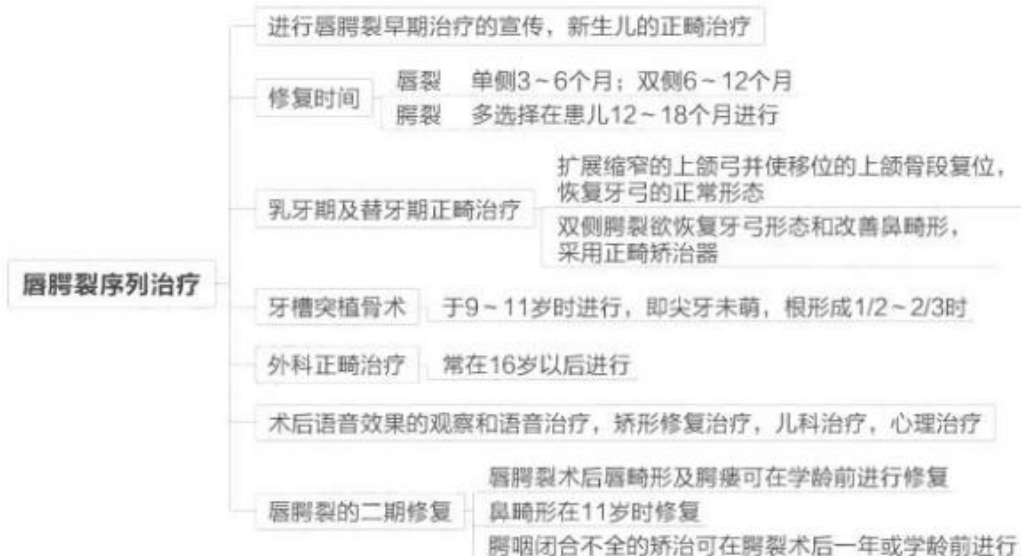 唇腭裂序列治疗
进行唇腭裂早期治疗的宣传，新生儿的正畸治疗
修复时间
唇裂 单侧3~6个月；双侧6~12个月
腭裂 多选择在患儿12~18个月进行
乳牙期及替牙期正畸治疗
扩展缩窄的上颌弓并使移位的上颌骨段复位，
恢复牙弓的正常形态
双侧腭裂欲恢复牙弓形态和改善鼻畸形，
采用正畸矫治器
牙槽突植骨术 于9~11岁时进行，即尖牙未萌，根形成1/2~2/3时
外科正畸治疗 常在16岁以后进行
术后语音效果的观察和语音治疗，矫形修复治疗，儿科治疗，心理治疗
唇腭裂的二期修复
唇腭裂术后唇畸形及腭瘘可在学龄前进行修复
鼻畸形在11岁时修复
腭咽闭合不全的矫治可在腭裂术后一年或学龄前进行